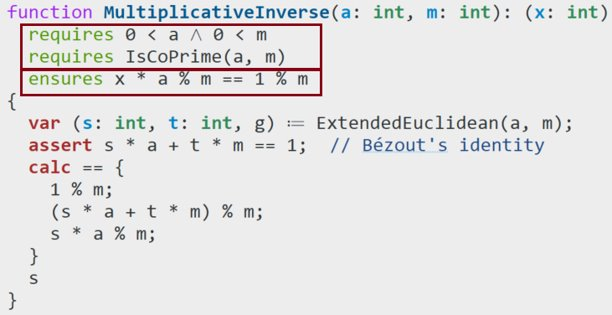 function MultiplicativeInverse(a: int, m: int): (x: int)
requires 0 < a ∧ 0 < m
requires IsCoPrime(a, m)
ensures x * a % m == 1 % m
{
var (s: int, t: int, g) ≔ ExtendedEuclidean(a, m);
assert s * a + t * m == 1; // Bézout's identity
calc == {
1 % m;
(s * a + t * m) % m;
s * a % m;
}
s
}